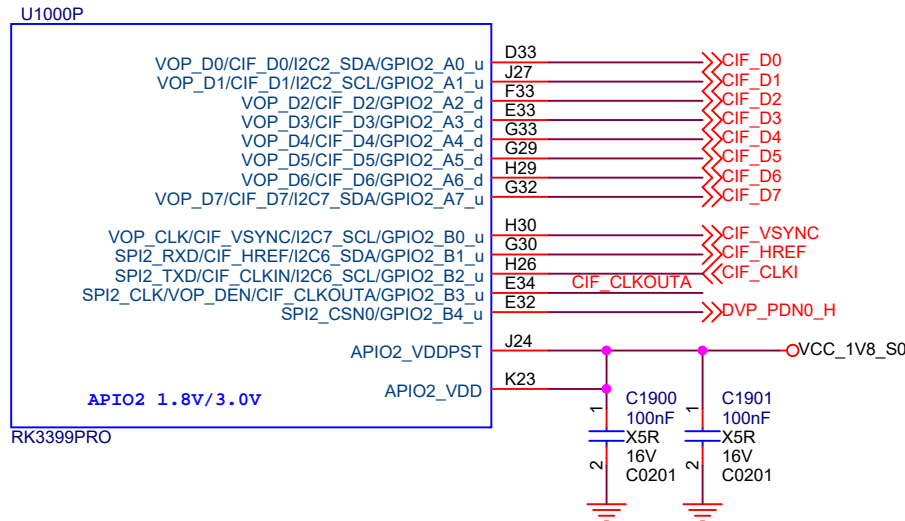 U1000P
VOP_D0/CIF_D0/I2C2_SDA/GPIO2_A0_u D33 CIF_D0
VOP_D1/CIF_D1/I2C2_SCL/GPIO2_A1_u J27 CIF_D1
VOP_D2/CIF_D2/GPIO2_A2_d F33 CIF_D2
VOP_D3/CIF_D3/GPIO2_A3_d E33 CIF_D3
VOP_D4/CIF_D4/GPIO2_A4_d G33 CIF_D4
VOP_D5/CIF_D5/GPIO2_A5_d G29 CIF_D5
VOP_D6/CIF_D6/GPIO2_A6_d H29 CIF_D6
VOP_D7/CIF_D7/I2C7_SDA/GPIO2_A7_u G32 CIF_D7
VOP_CLK/CIF_VSYNC/I2C7_SCL/GPIO2_B0_u H30 CIF_VSYNC
SPI2_RXD/CIF_HREF/I2C6_SDA/GPIO2_B1_u G30 CIF_HREF
SPI2_TXD/CIF_CLKIN/I2C6_SCL/GPIO2_B2_u H26 CIF_CLKI
SPI2_CLK/VOP_DEN/CIF_CLKOUTA/GPIO2_B3_u E34 CIF_CLKOUTA
SPI2_CSN0/GPIO2_B4_u E32 DVP_PDN0_H
APIO2_VDDPST J24 VCC_1V8_S0
APIO2_VDD K23
APIO2 1.8V/3.0V
RK3399PRO
1 C1900
100nF
X5R
16V
2 C0201
1 C1901
100nF
X5R
16V
2 C0201